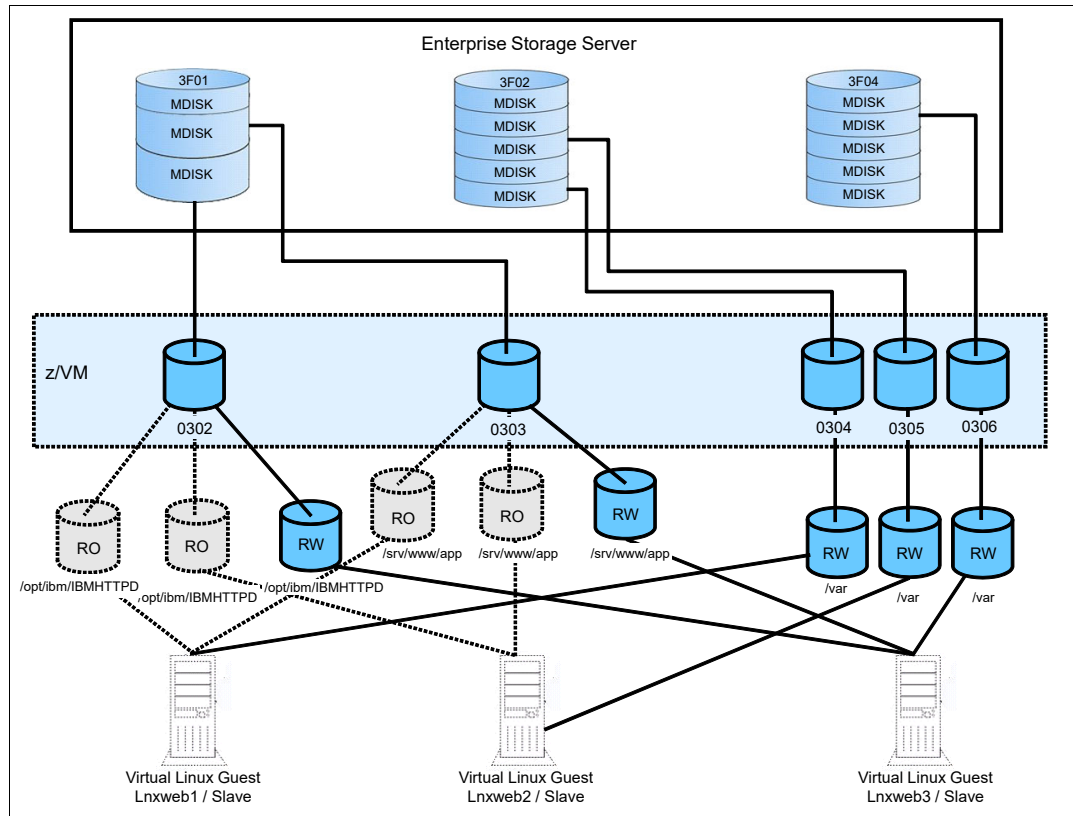 Enterprise Storage Server
3F01
MDISK
MDISK
MDISK
3F02
MDISK
MDISK
MDISK
MDISK
MDISK
3F04
MDISK
MDISK
MDISK
MDISK
MDISK
z/VM
0302
0303
0304
0305
0306
RO
RO
RW
RO
RO
RW
RW
RW
RW
/opt/ibm/IBMHTTPD
/opt/ibm/IBMHTTPD
/opt/ibm/IBMHTTPD
/srv/www/app
/srv/www/app
/srv/www/app
/var
/var
/var
Virtual Linux Guest
Lnxweb1 / Slave
Virtual Linux Guest
Lnxweb2 / Slave
Virtual Linux Guest
Lnxweb3 / Slave